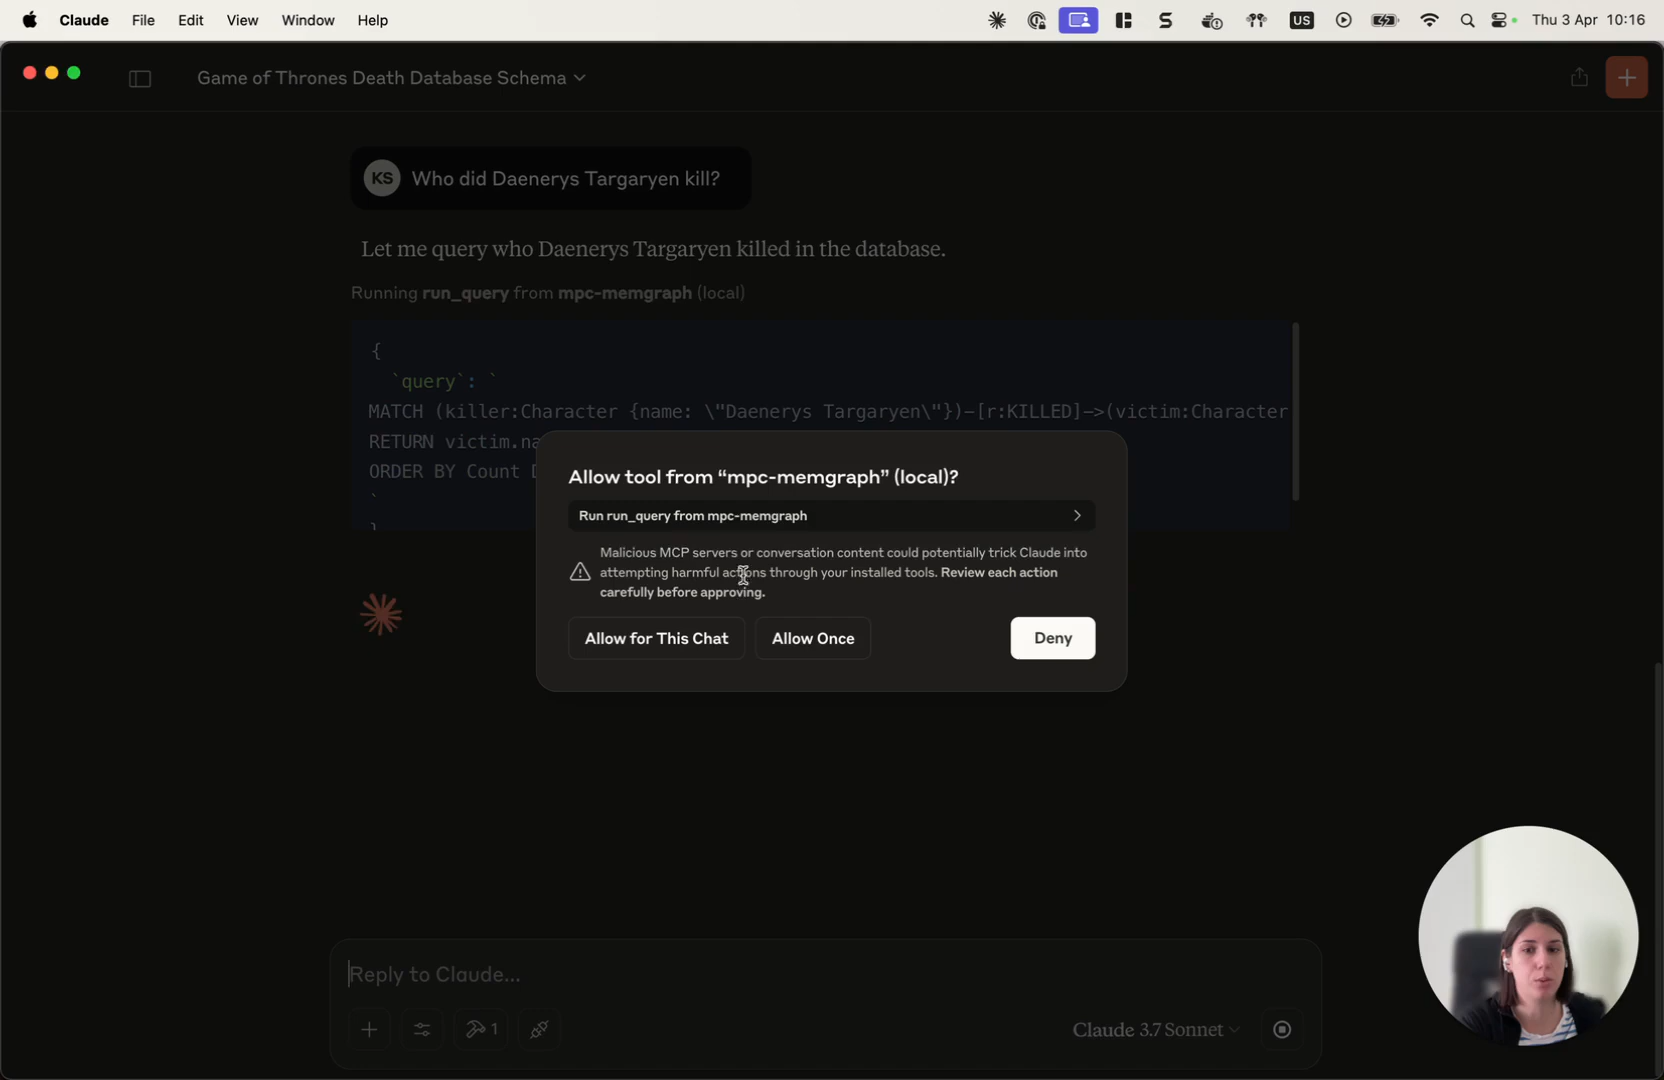 Claude File Edit View Window Help US Thu 3 Apr 10:16
Game of Thrones Death Database Schema
KS Who did Daenerys Targaryen kill?
Let me query who Daenerys Targaryen killed in the database.
Running run_query from mpc-memgraph (local)
{
`query`: `
MATCH (killer:Character {name: \"Daenerys Targaryen\"})-[r:KILLED]->(victim:Character
RETURN victim.na
ORDER BY Count D
`
}
Allow tool from “mpc-memgraph” (local)?
Run run_query from mpc-memgraph
Malicious MCP servers or conversation content could potentially trick Claude into
attempting harmful actions through your installed tools. Review each action
carefully before approving.
Allow for This Chat Allow Once Deny
Reply to Claude...
1 Claude 3.7 Sonnet